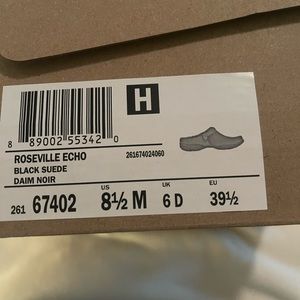 H
8 89002 55342 0
ROSEVILLE ECHO
261674024060
BLACK SUEDE
DAIM NOIR
US UK EU
261 67402 8½ M 6 D 39½